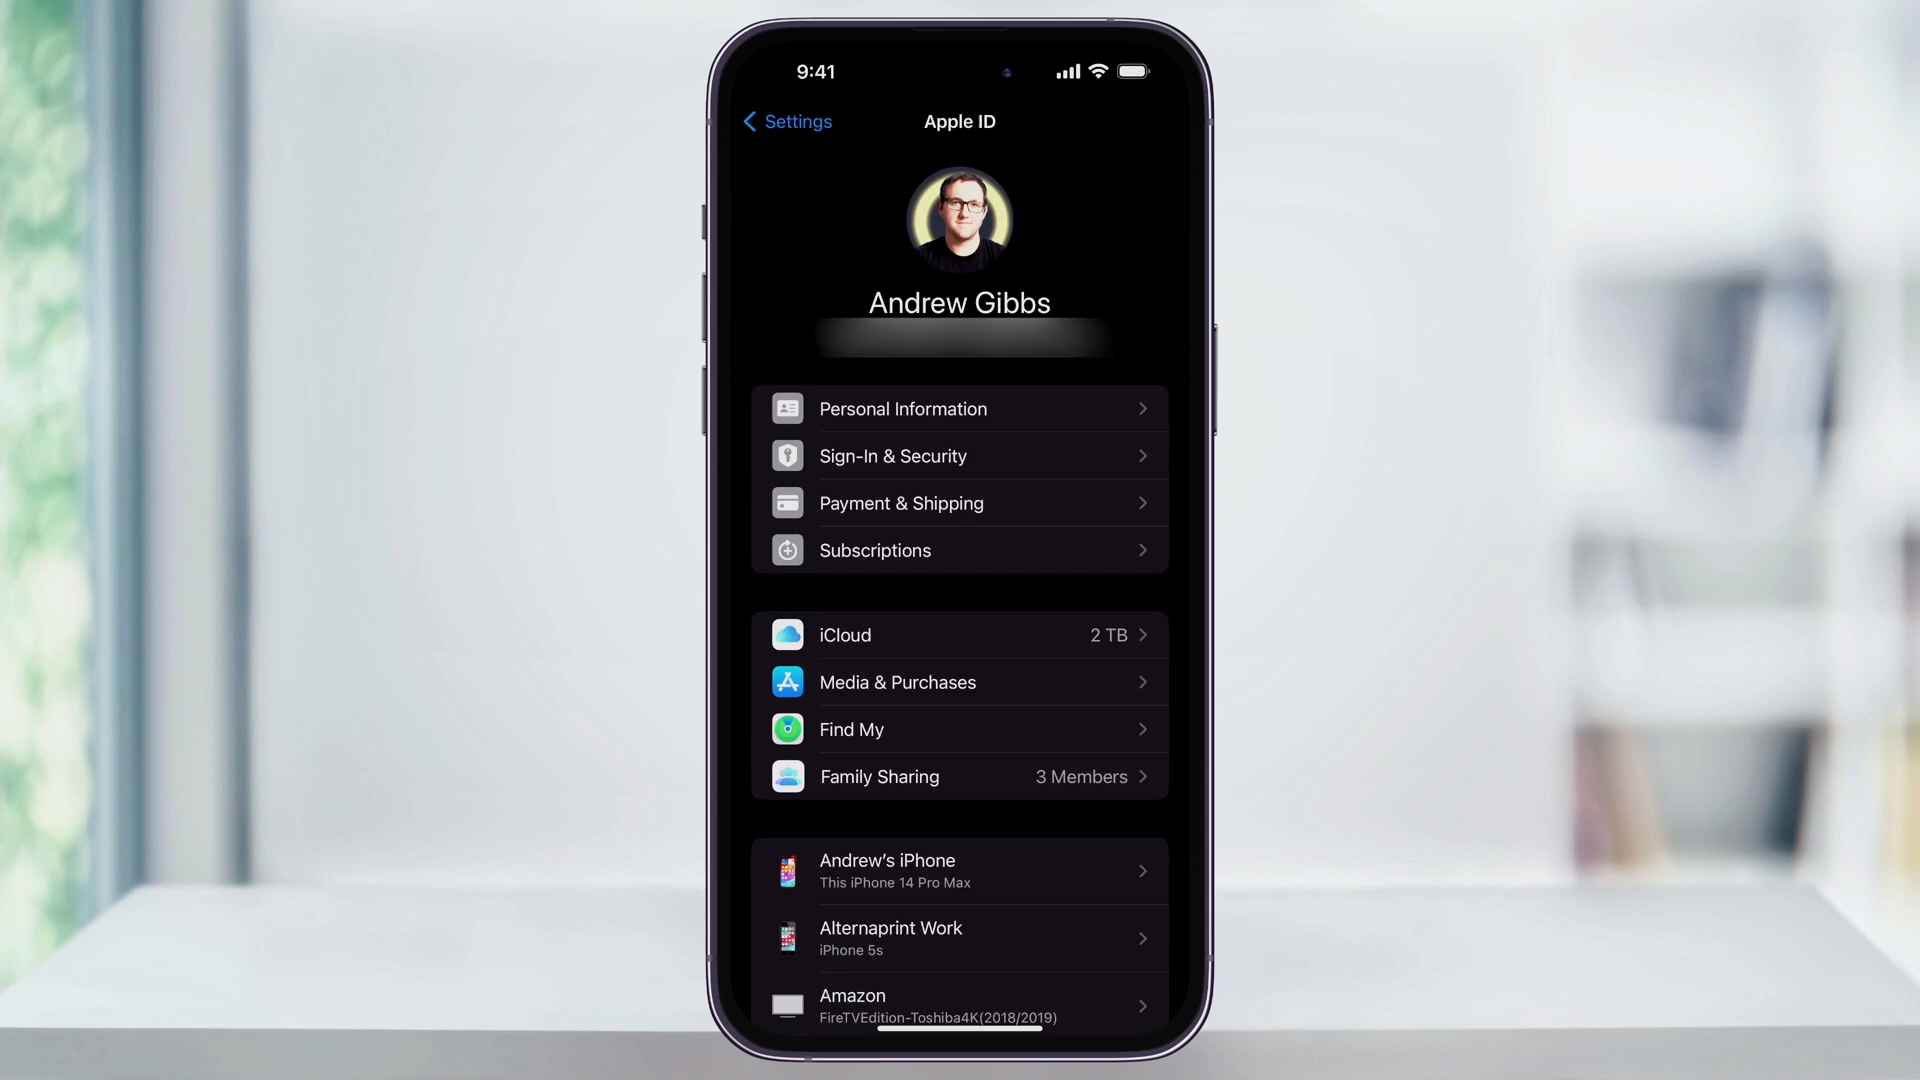 9:41
Settings
Apple ID
Andrew Gibbs
Personal Information
Sign-In & Security
Payment & Shipping
Subscriptions
iCloud 2 TB
Media & Purchases
Find My
Family Sharing 3 Members
Andrew’s iPhone
This iPhone 14 Pro Max
Alternaprint Work
iPhone 5s
Amazon
FireTVEdition-Toshiba4K(2018/2019)